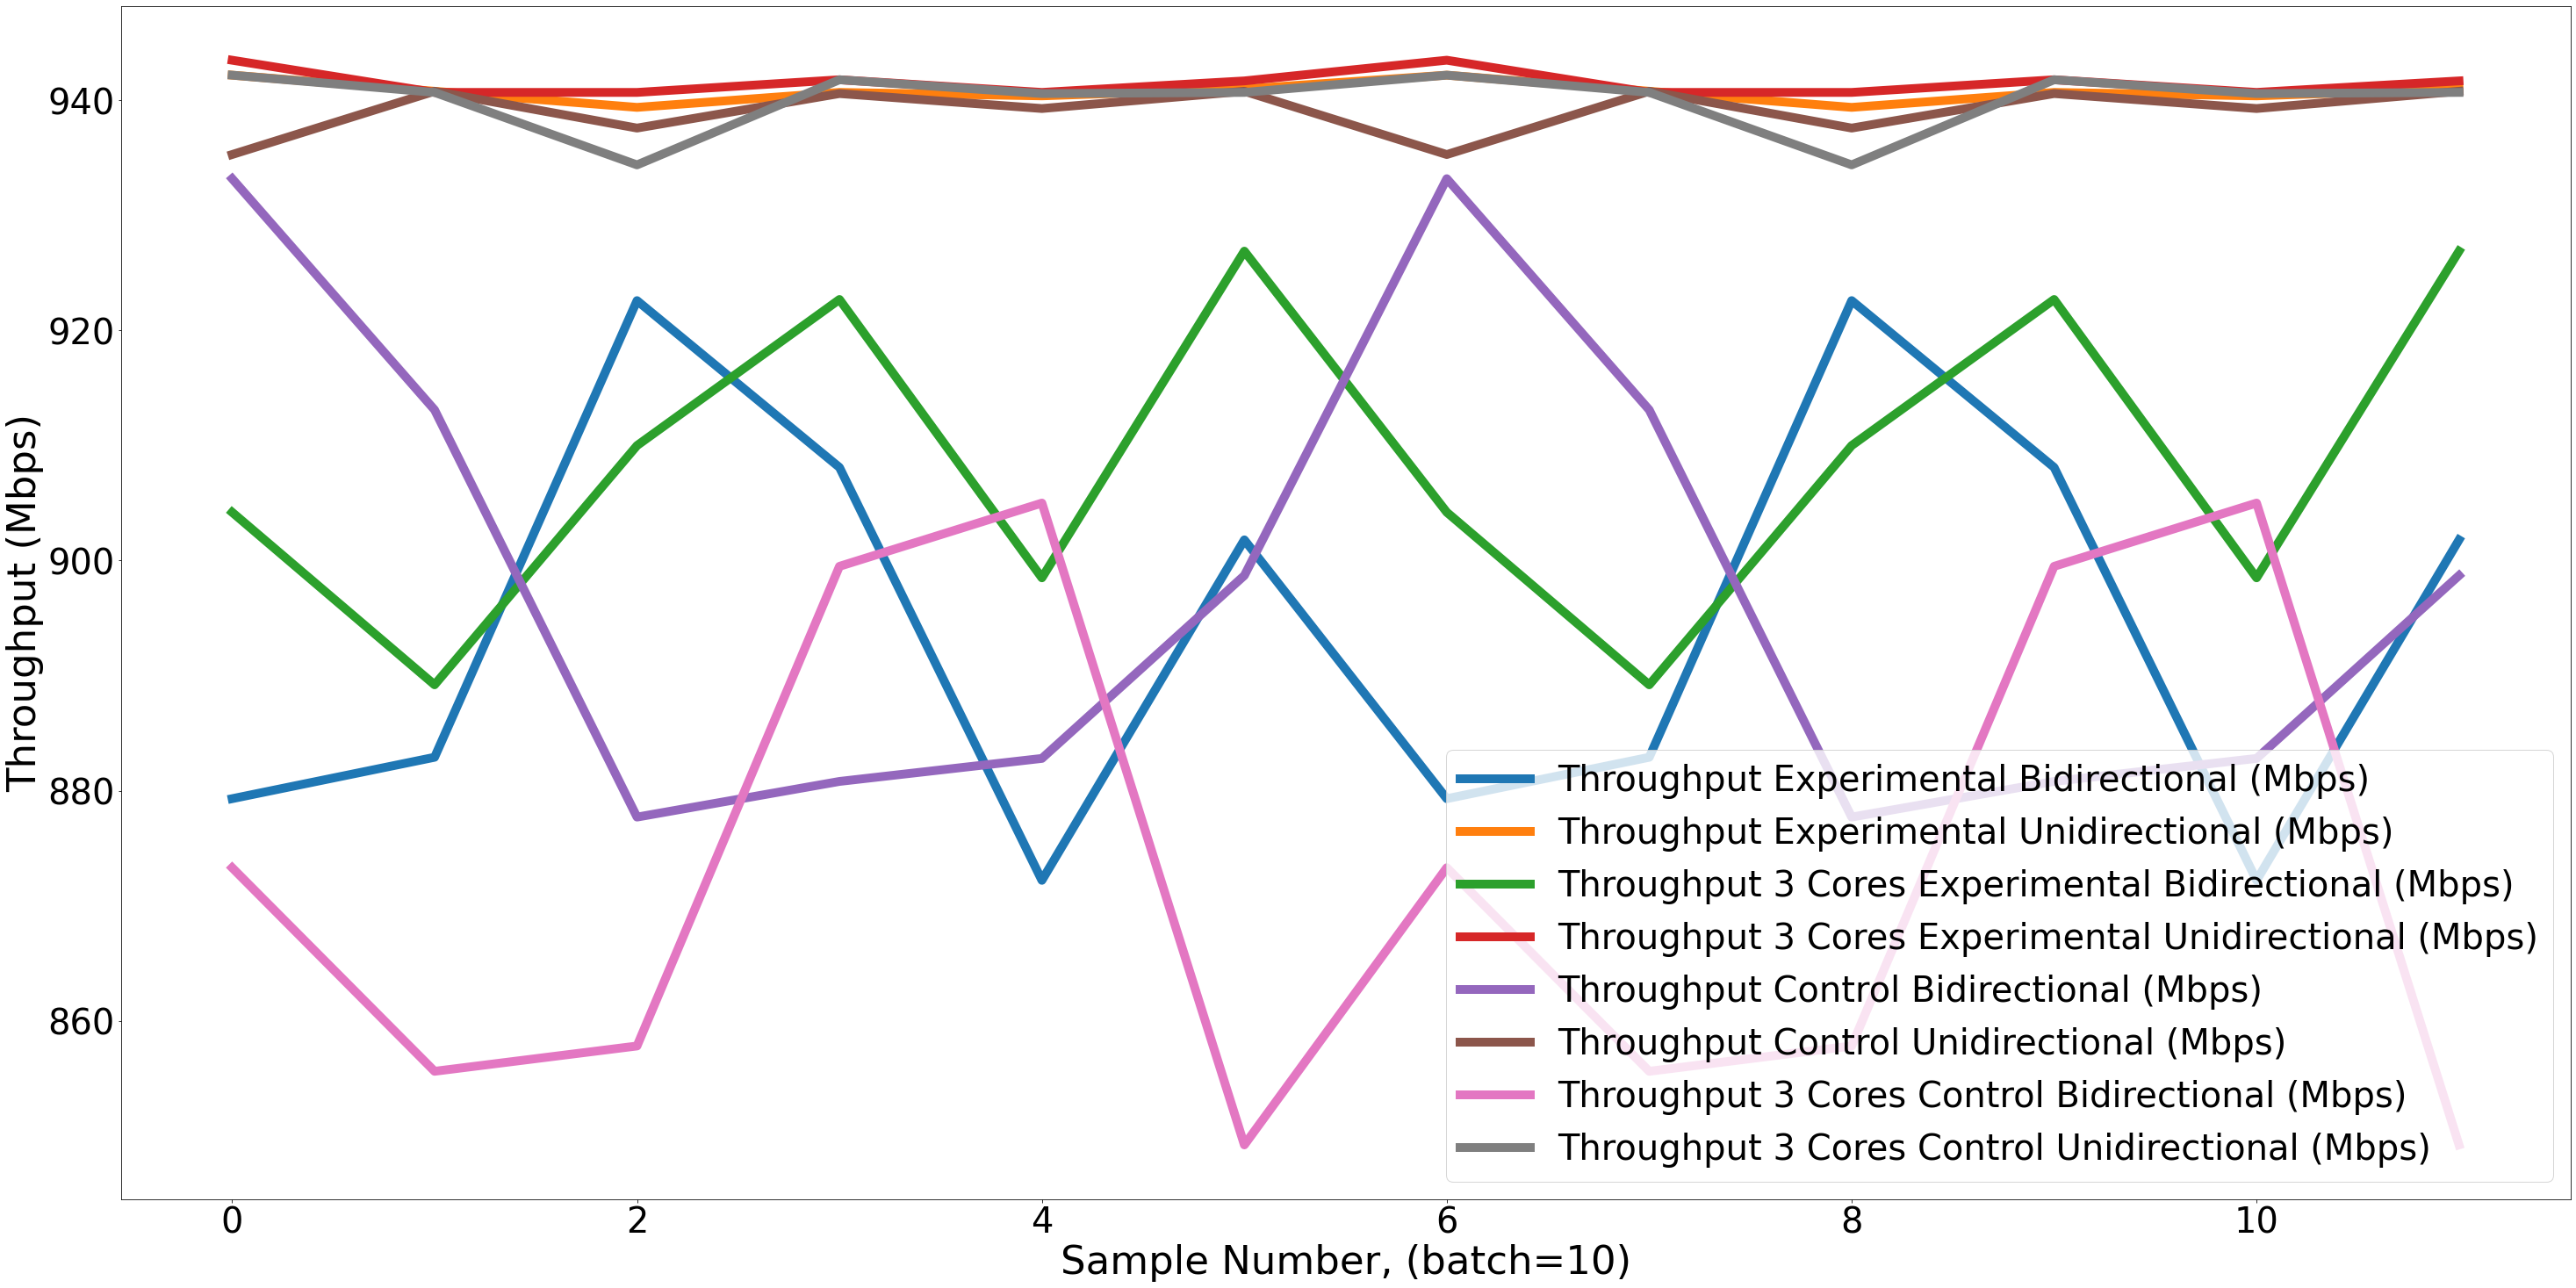 Throughput (Mbps)
940
920
900
880
860
0 2 4 6 8 10
Sample Number, (batch=10)
Throughput Experimental Bidirectional (Mbps)
Throughput Experimental Unidirectional (Mbps)
Throughput 3 Cores Experimental Bidirectional (Mbps)
Throughput 3 Cores Experimental Unidirectional (Mbps)
Throughput Control Bidirectional (Mbps)
Throughput Control Unidirectional (Mbps)
Throughput 3 Cores Control Bidirectional (Mbps)
Throughput 3 Cores Control Unidirectional (Mbps)